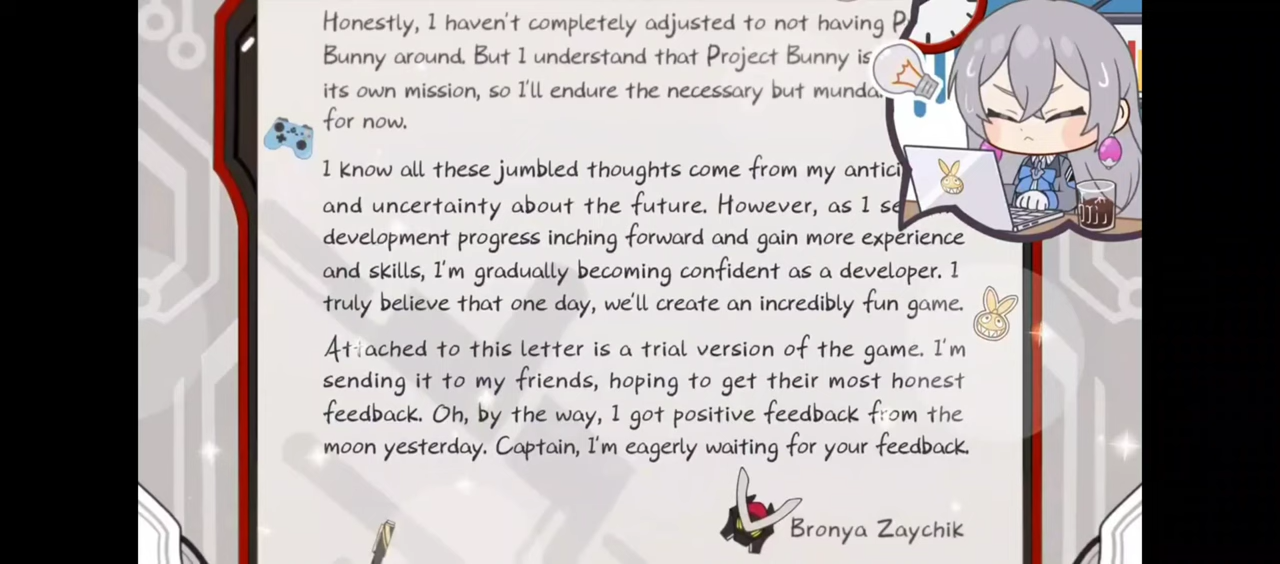 Honestly, I haven't completely adjusted to not having
Bunny around. But I understand that Project Bunny is
its own mission, so I'll endure the necessary but
for now.
I know all these jumbled thoughts come from my
and uncertainty about the future. However, as I
development progress inching forward and gain more experience
and skills, I'm gradually becoming confident as a developer. I
truly believe that one day, we'll create an incredibly fun game.
Attached to this letter is a trial version of the game. I'm
sending it to my friends, hoping to get their most honest
feedback. Oh, by the way, I got positive feedback from the
moon yesterday. Captain, I'm eagerly waiting for your feedback.
Bronya Zaychik